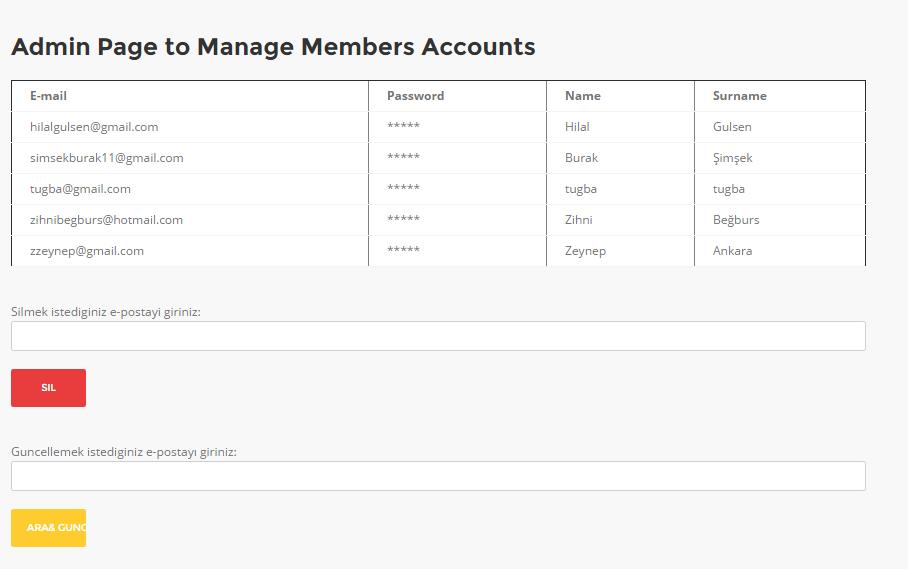 Admin Page to Manage Members Accounts
E-mail Password Name Surname
hilalgulsen@gmail.com ***** Hilal Gulsen
simsekburak11@gmail.com ***** Burak Şimşek
tugba@gmail.com ***** tugba tugba
zihnibegburs@hotmail.com ***** Zihni Beğburs
zzeynep@gmail.com ***** Zeynep Ankara
Silmek istediginiz e-postayi giriniz:
SIL
Guncellemek istediginiz e-postayı giriniz:
ARA& GUNC